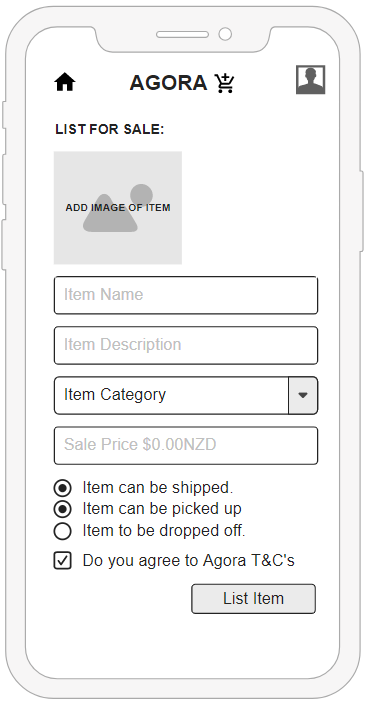 AGORA
LIST FOR SALE:
ADD IMAGE OF ITEM
Item Name
Item Description
Item Category
Sale Price $0.00NZD
Item can be shipped.
Item can be picked up
Item to be dropped off.
Do you agree to Agora T&C's
List Item